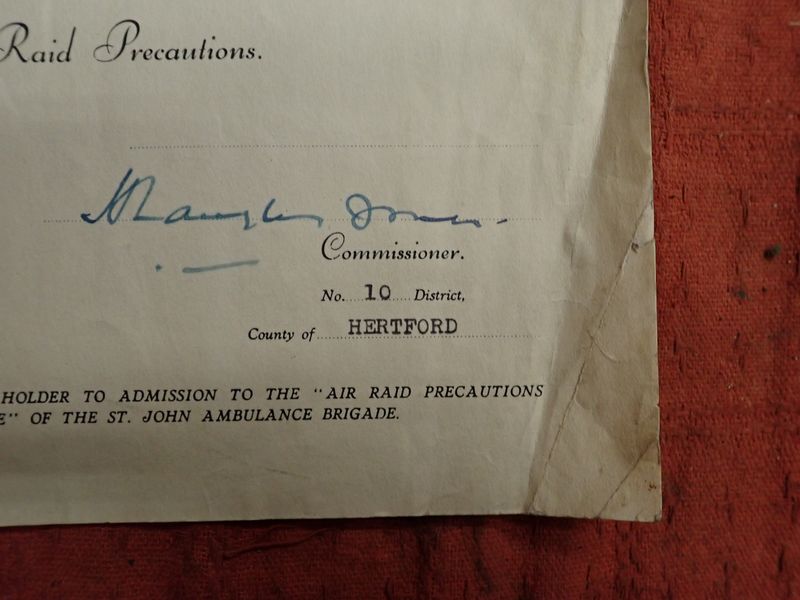 Raid Precautions.
Commissioner.
No. 10 District,
County of HERTFORD
HOLDER TO ADMISSION TO THE "AIR RAID PRECAUTIONS
E" OF THE ST. JOHN AMBULANCE BRIGADE.